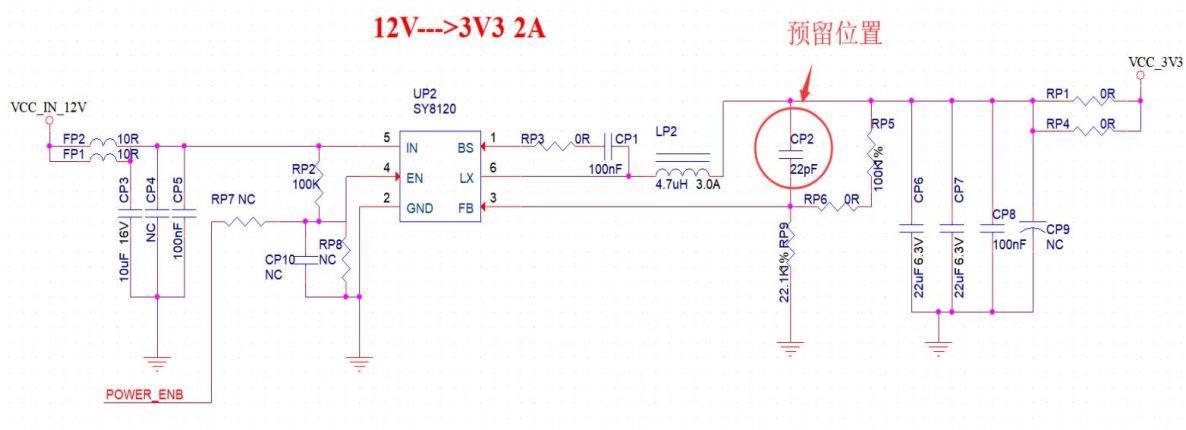 12V--->3V3 2A
预留位置
VCC_3V3
VCC_IN_12V
UP2
SY8120
FP2 10R
FP1 10R
5 IN
BS 1
4 EN
LX 6
2 GND
FB 3
RP3 0R
CP1
100nF
LP2
4.7uH 3.0A
CP2
22pF
RP5
100K1%
RP6 0R
RP9
22.1K1%
RP1 0R
RP4 0R
CP3
10uF 16V
CP4
NC
CP5
100nF
RP2
100K
RP7 NC
CP10
NC
RP8
NC
CP6
22uF 6.3V
CP7
22uF 6.3V
CP8
100nF
CP9
NC
POWER_ENB